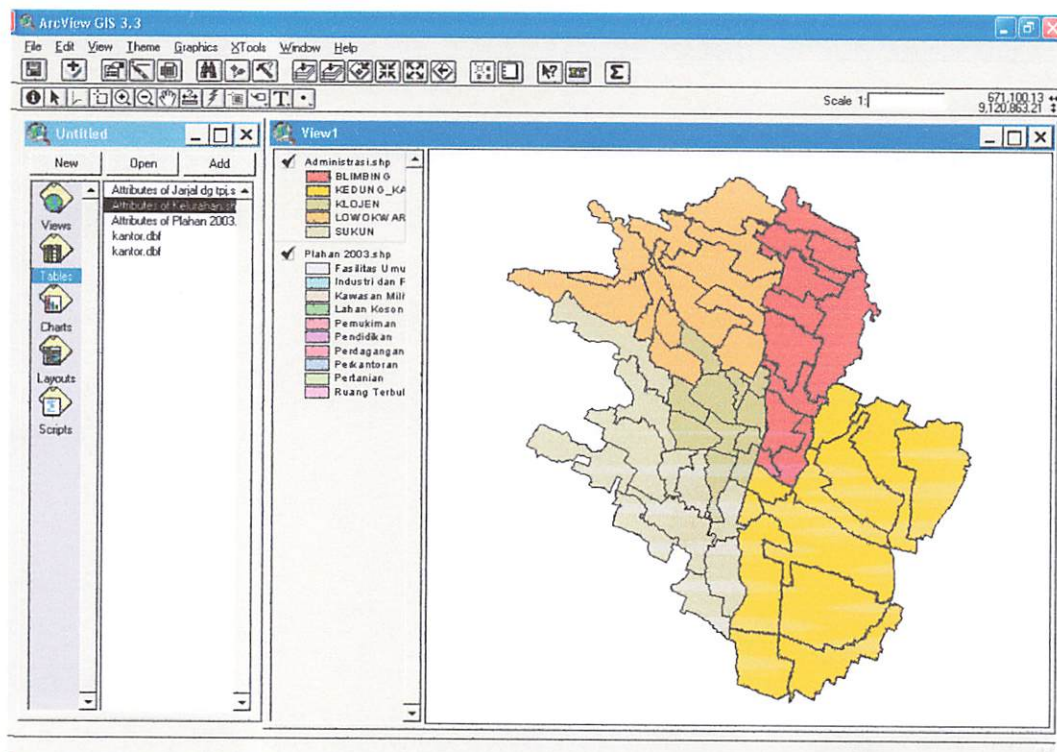 ArcView GIS 3.3
File Edit View Theme Graphics XTools Window Help
Scale 1:
671,100.13
9,120,863.21
Untitled
New Open Add
Views
Tables
Charts
Layouts
Scripts
Attributes of Jarjal dg tpj.s
Attributes of Kelurahan.sh
Attributes of Plahan 2003.
kantor.dbf
kantor.dbf
View1
Administrasi.shp
BLIMBING
KEDUNG_KA
KLOJEN
LOWOKWAR
SUKUN
Plahan 2003.shp
Fasilitas Umu
Industri dan F
Kawasan Milit
Lahan Koson
Pemukiman
Pendidikan
Perdagangan
Perkantoran
Pertanian
Ruang Terbul